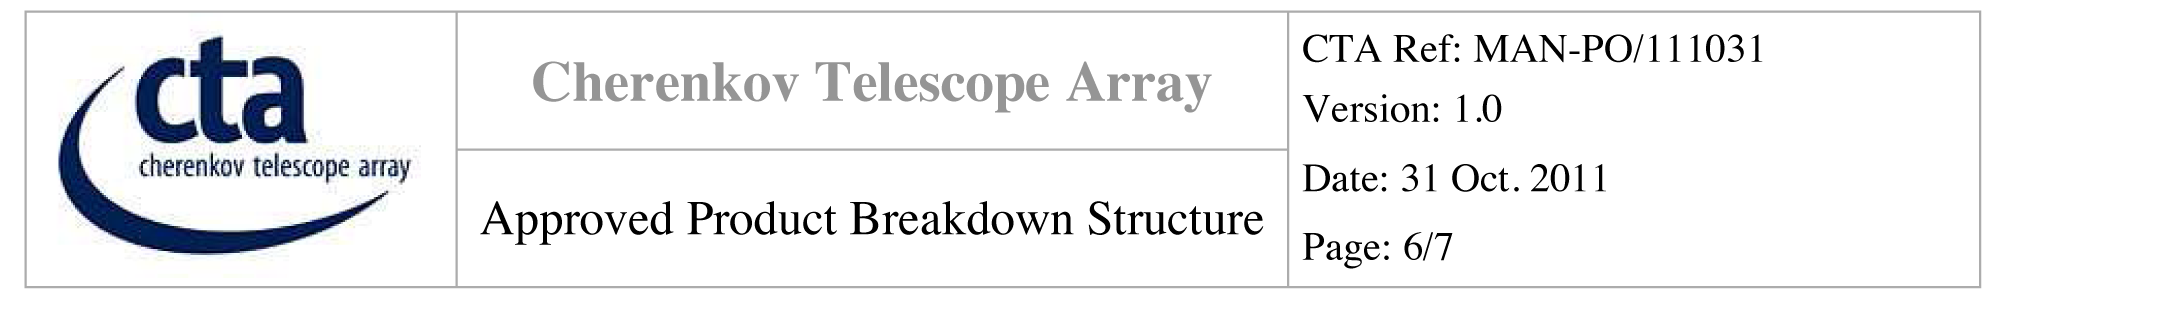 cta
cherenkov telescope array
Cherenkov Telescope Array
Approved Product Breakdown Structure
CTA Ref: MAN-PO/111031
Version: 1.0
Date: 31 Oct. 2011
Page: 6/7